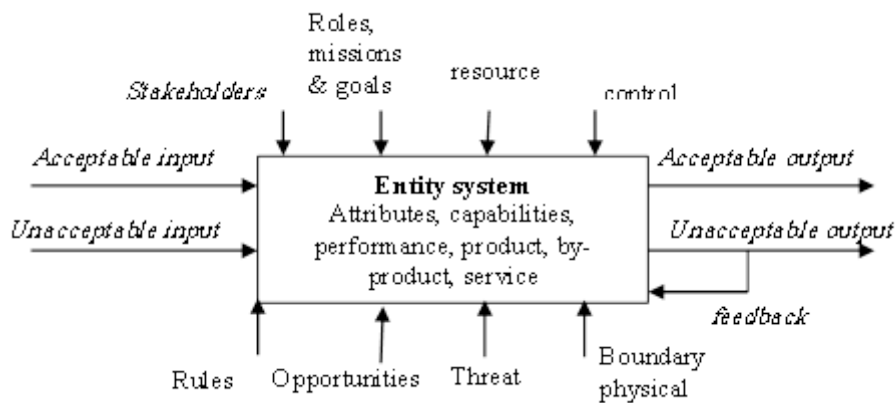 Roles,
missions
& goals
Stakeholders
resource
control
Acceptable input
Acceptable output
Entity system
Attributes, capabilities,
performance, product, by-
product, service
Unacceptable input
Unacceptable output
feedback
Rules
Opportunities
Threat
Boundary
physical